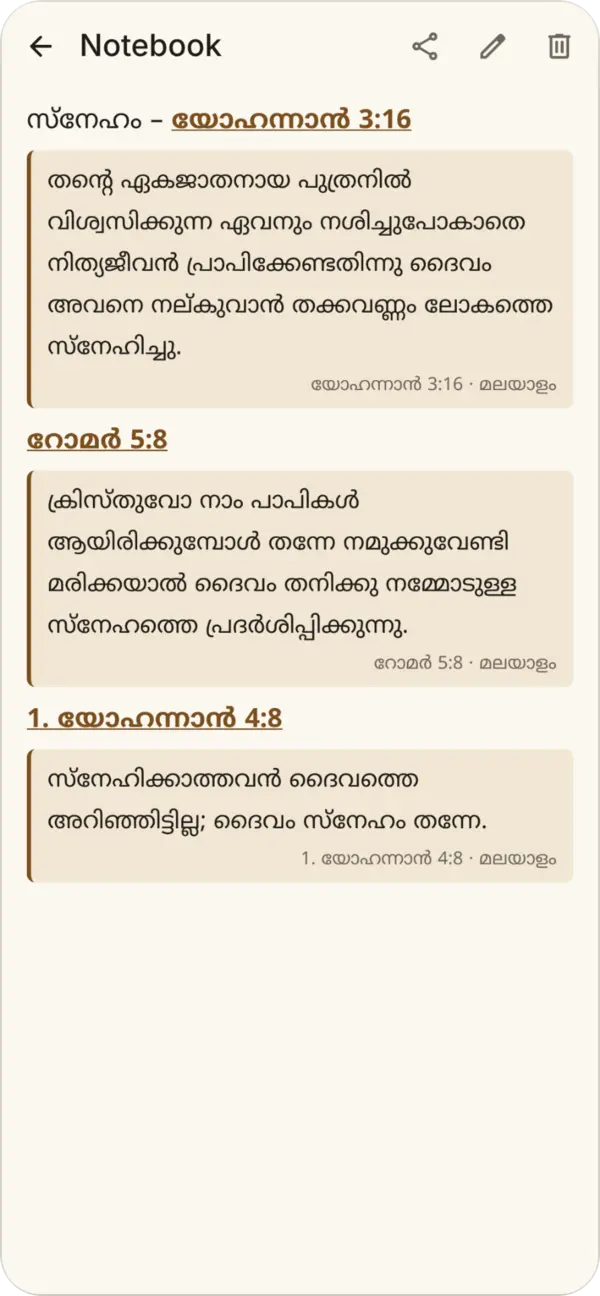 Notebook
സ്നേഹം – യോഹന്നാൻ 3:16
തന്റെ ഏകജാതനായ പുത്രനിൽ
വിശ്വസിക്കുന്ന ഏവനും നശിച്ചുപോകാതെ
നിത്യജീവൻ പ്രാപിക്കേണ്ടതിന്നു ദൈവം
അവനെ നല്കുവാൻ തക്കവണ്ണം ലോകത്തെ
സ്നേഹിച്ചു.
യോഹന്നാൻ 3:16 · മലയാളം
റോമർ 5:8
ക്രിസ്തുവോ നാം പാപികൾ
ആയിരിക്കുമ്പോൾ തന്നേ നമുക്കുവേണ്ടി
മരിക്കയാൽ ദൈവം തനിക്കു നമ്മോടുള്ള
സ്നേഹത്തെ പ്രദർശിപ്പിക്കുന്നു.
റോമർ 5:8 · മലയാളം
1. യോഹന്നാൻ 4:8
സ്നേഹിക്കാത്തവൻ ദൈവത്തെ
അറിഞ്ഞിട്ടില്ല; ദൈവം സ്നേഹം തന്നേ.
1. യോഹന്നാൻ 4:8 · മലയാളം